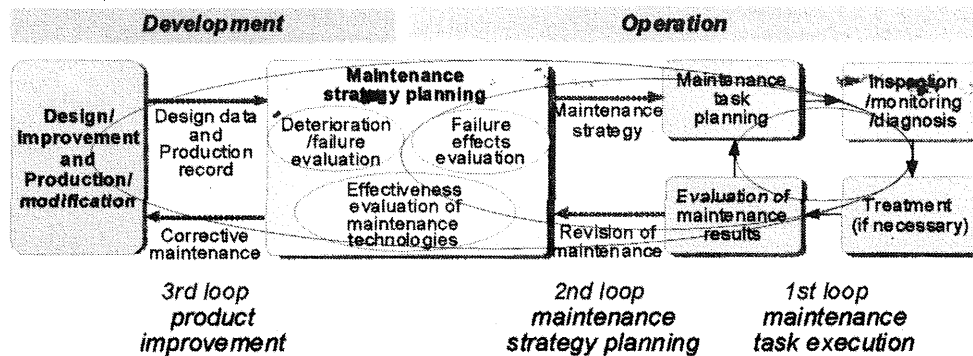 Development
Operation
Design/
Improvement
and
Production/
modification
Design data
and
Production
record
Corrective
maintenance
Maintenance
strategy planning
Deterioration
/failure
evaluation
Failure
effects
evaluation
Effectiveness
evaluation of
maintenance
technologies
Maintenance
strategy
Revision of
maintenance
Maintenance
task
planning
Inspection
/monitoring
/diagnosis
Evaluation of
maintenance
results
Treatment
(if necessary)
3rd loop
product
improvement
2nd loop
maintenance
strategy planning
1st loop
maintenance
task execution